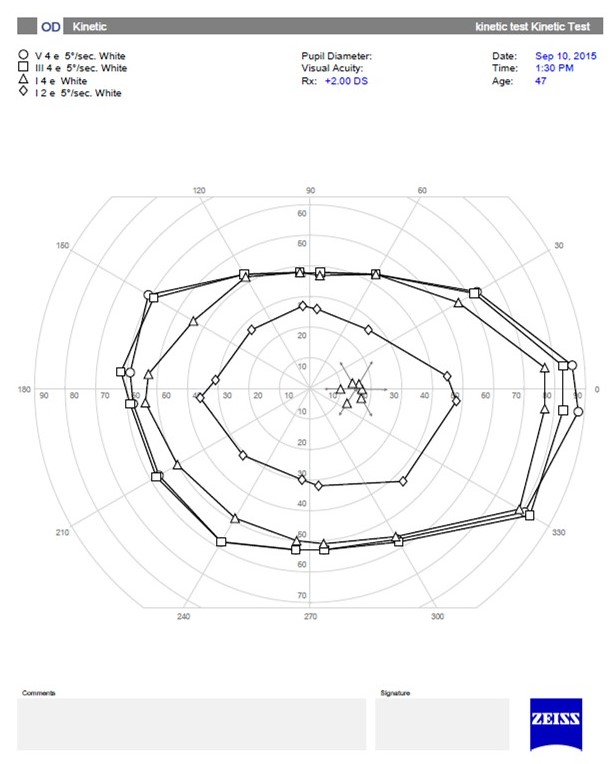 OD Kinetic kinetic test Kinetic Test
V 4 e 5°/sec. White Pupil Diameter: Date: Sep 10, 2015
III 4 e 5°/sec. White Visual Acuity: Time: 1:30 PM
I 4 e White Rx: +2.00 DS Age: 47
I 2 e 5°/sec. White
120 90 60
60
150 50 30
20
10
180 90 80 70 60 50 40 30 20 10 10 20 30 40 50 60 70 80 90 0
10
20
30
40
210 50 330
60
70
240 270 300
Comments Signature
ZEISS